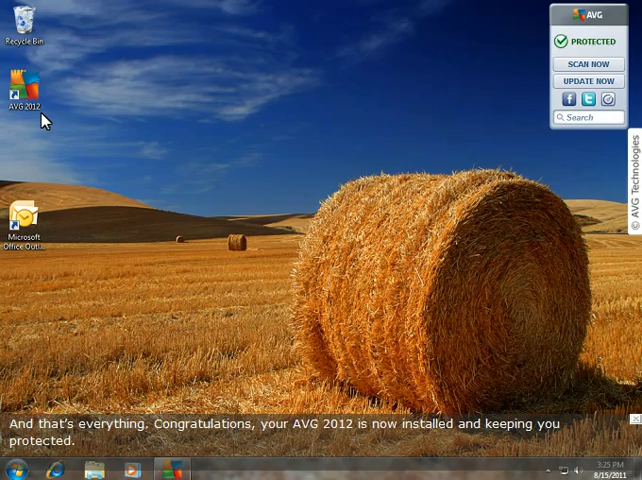 Recycle Bin
AVG 2012
Microsoft
Office Outl...
AVG
PROTECTED
SCAN NOW
UPDATE NOW
Search
© AVG Technologies
And that's everything. Congratulations, your AVG 2012 is now installed and keeping you
protected.
3:25 PM
8/15/2011